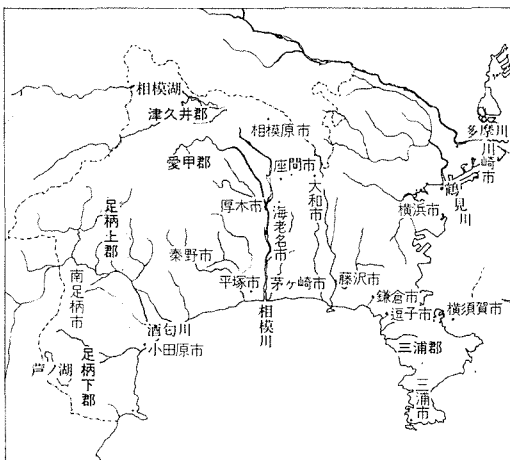 相模湖
津久井郡
相模原市
多摩川
川崎市
愛甲郡
座間市
大和市
鶴見川
横浜市
厚木市
海老名市
足柄上郡
秦野市
平塚市
茅ヶ崎市
藤沢市
鎌倉市
逗子市
横須賀市
南足柄市
酒匂川
相模川
小田原市
三浦郡
芦ノ湖
足柄下郡
三浦市